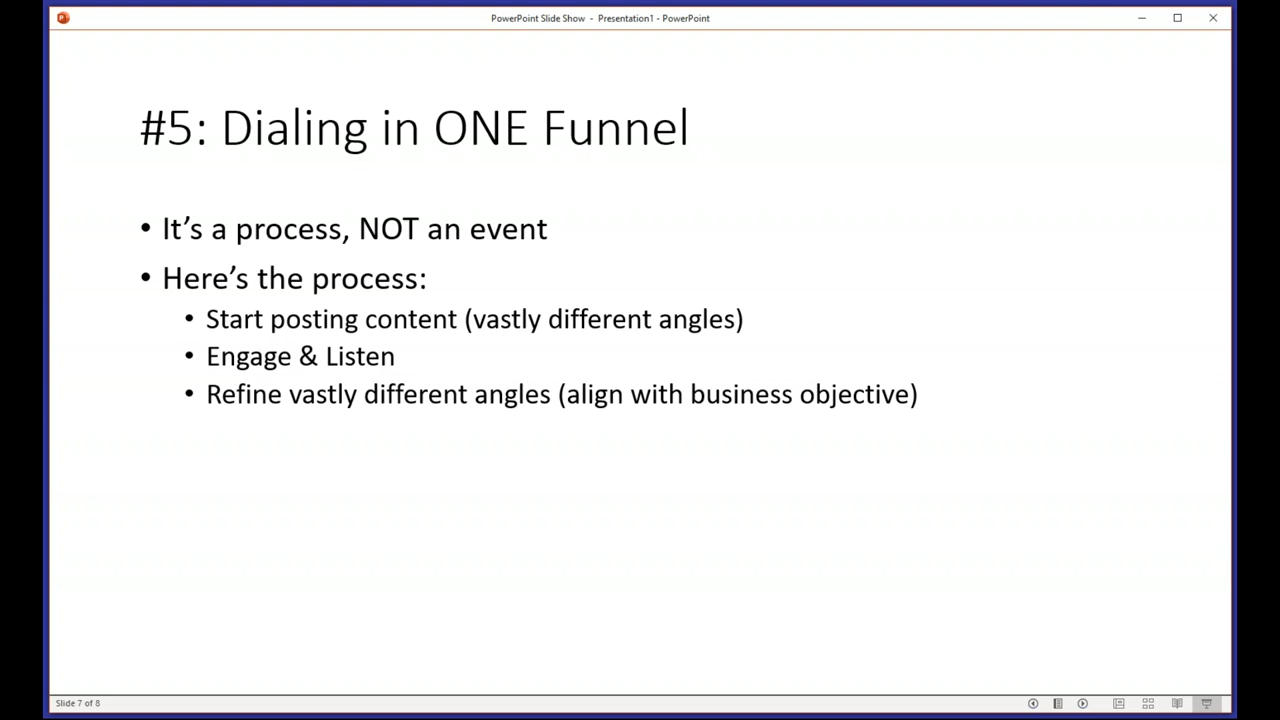 PowerPoint Slide Show - Presentation1 - PowerPoint
#5: Dialing in ONE Funnel
• It’s a process, NOT an event
• Here’s the process:
• Start posting content (vastly different angles)
• Engage & Listen
• Refine vastly different angles (align with business objective)
Slide 7 of 8